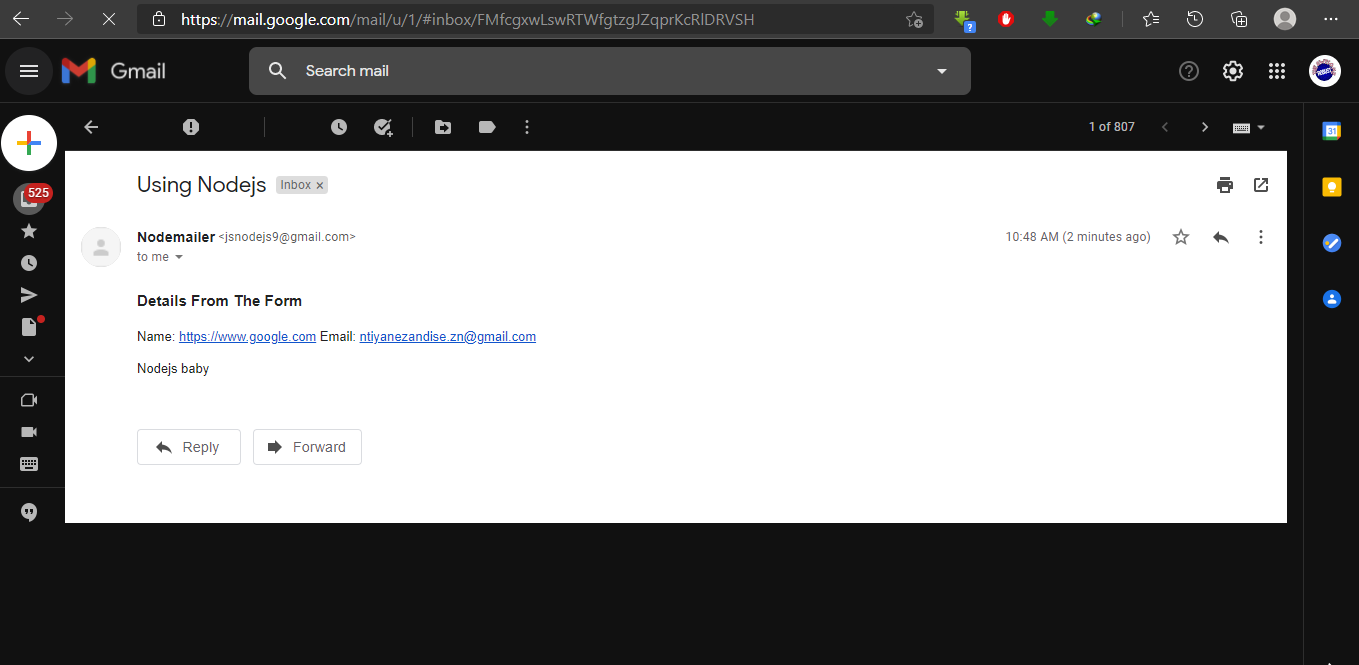 https://mail.google.com/mail/u/1/#inbox/FMfcgxwLswRTWfgtzgJZqprKcRlDRVSH
?
Gmail
Search mail
1 of 807
31
525
Using Nodejs
Inbox ×
Nodemailer <jsnodejs9@gmail.com>
10:48 AM (2 minutes ago)
to me
Details From The Form
Name: https://www.google.com Email: ntiyanezandise.zn@gmail.com
Nodejs baby
Reply
Forward